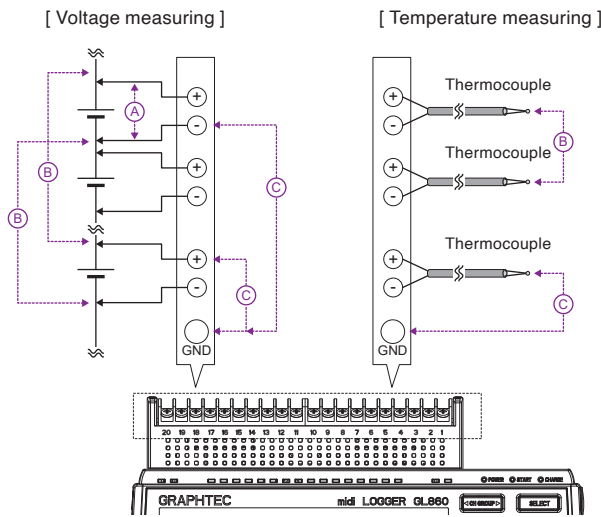 [ Voltage measuring ]
[ Temperature measuring ]
+
-
+
-
+
-
GND
A
B
B
C
C
+
-
+
-
+
-
GND
Thermocouple
Thermocouple
Thermocouple
B
C
20 19 18 17 16 15 14 13 12 11 10 9 8 7 6 5 4 3 2 1
POWER START CHARGE
GRAPHTEC midi LOGGER GL860 <CH GROUP> SELECT